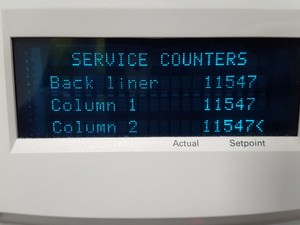 SERVICE COUNTERS
Back liner 11547
Column 1 11547
Column 2 11547<
Actual Setpoint